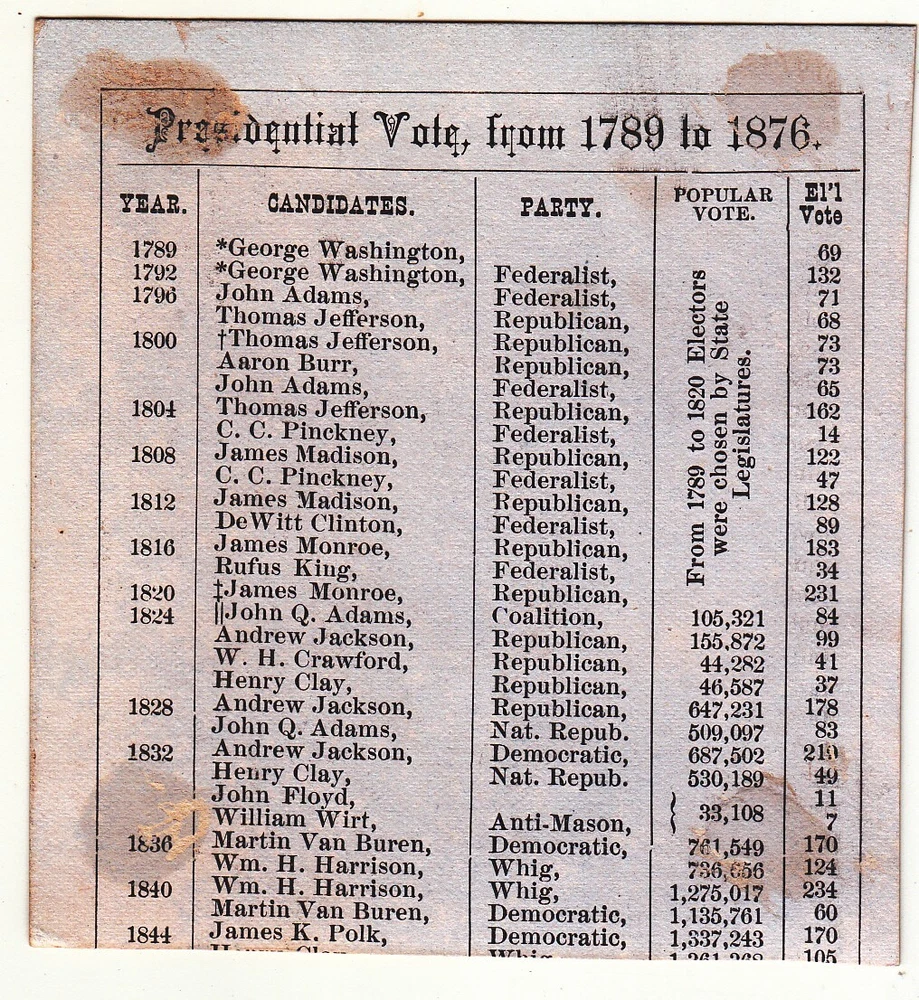 Presidential Vote, from 1789 to 1876.
YEAR. CANDIDATES. PARTY. POPULAR VOTE. El'l Vote
1789 *George Washington, 69
1792 *George Washington, Federalist, 132
1796 John Adams, Federalist, 71
Thomas Jefferson, Republican, 68
1800 †Thomas Jefferson, Republican, 73
Aaron Burr, Republican, 73
John Adams, Federalist, 65
1804 Thomas Jefferson, Republican, 162
C. C. Pinckney, Federalist, 14
1808 James Madison, Republican, 122
C. C. Pinckney, Federalist, 47
1812 James Madison, Republican, 128
DeWitt Clinton, Federalist, 89
1816 James Monroe, Republican, 183
Rufus King, Federalist, 34
1820 ‡James Monroe, Republican, 231
From 1789 to 1820 Electors
were chosen by State
Legislatures.
1824 ‖John Q. Adams, Coalition, 105,321 84
Andrew Jackson, Republican, 155,872 99
W. H. Crawford, Republican, 44,282 41
Henry Clay, Republican, 46,587 37
1828 Andrew Jackson, Republican, 647,231 178
John Q. Adams, Nat. Repub. 509,097 83
1832 Andrew Jackson, Democratic, 687,502
Henry Clay, Nat. Repub. 530,189 49
John Floyd, 11
William Wirt, Anti-Mason, } 33,108 7
1836 Martin Van Buren, Democratic, 761,549 170
Wm. H. Harrison, Whig, 736,656 124
1840 Wm. H. Harrison, Whig, 1,275,017 234
Martin Van Buren, Democratic, 1,135,761 60
1844 James K. Polk, Democratic, 1,337,243 170
105